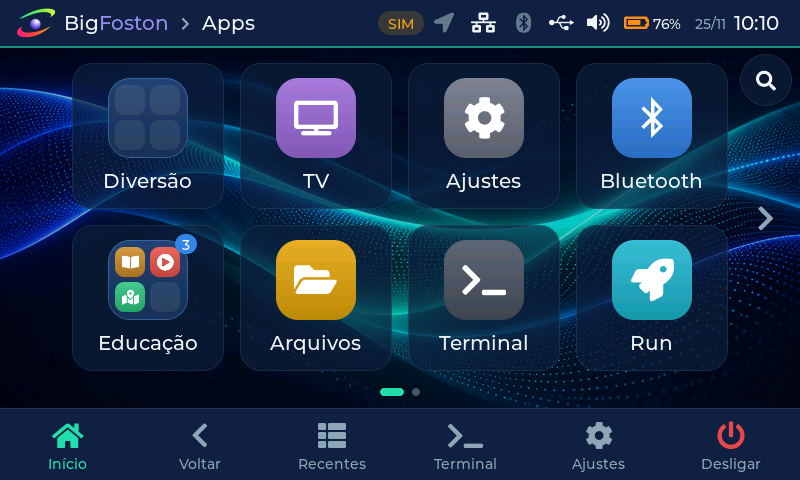 BigFoston > Apps
SIM
76%
25/11 10:10
Diversão
TV
Ajustes
Bluetooth
3
Educação
Arquivos
Terminal
Run
Início
Voltar
Recentes
Terminal
Ajustes
Desligar